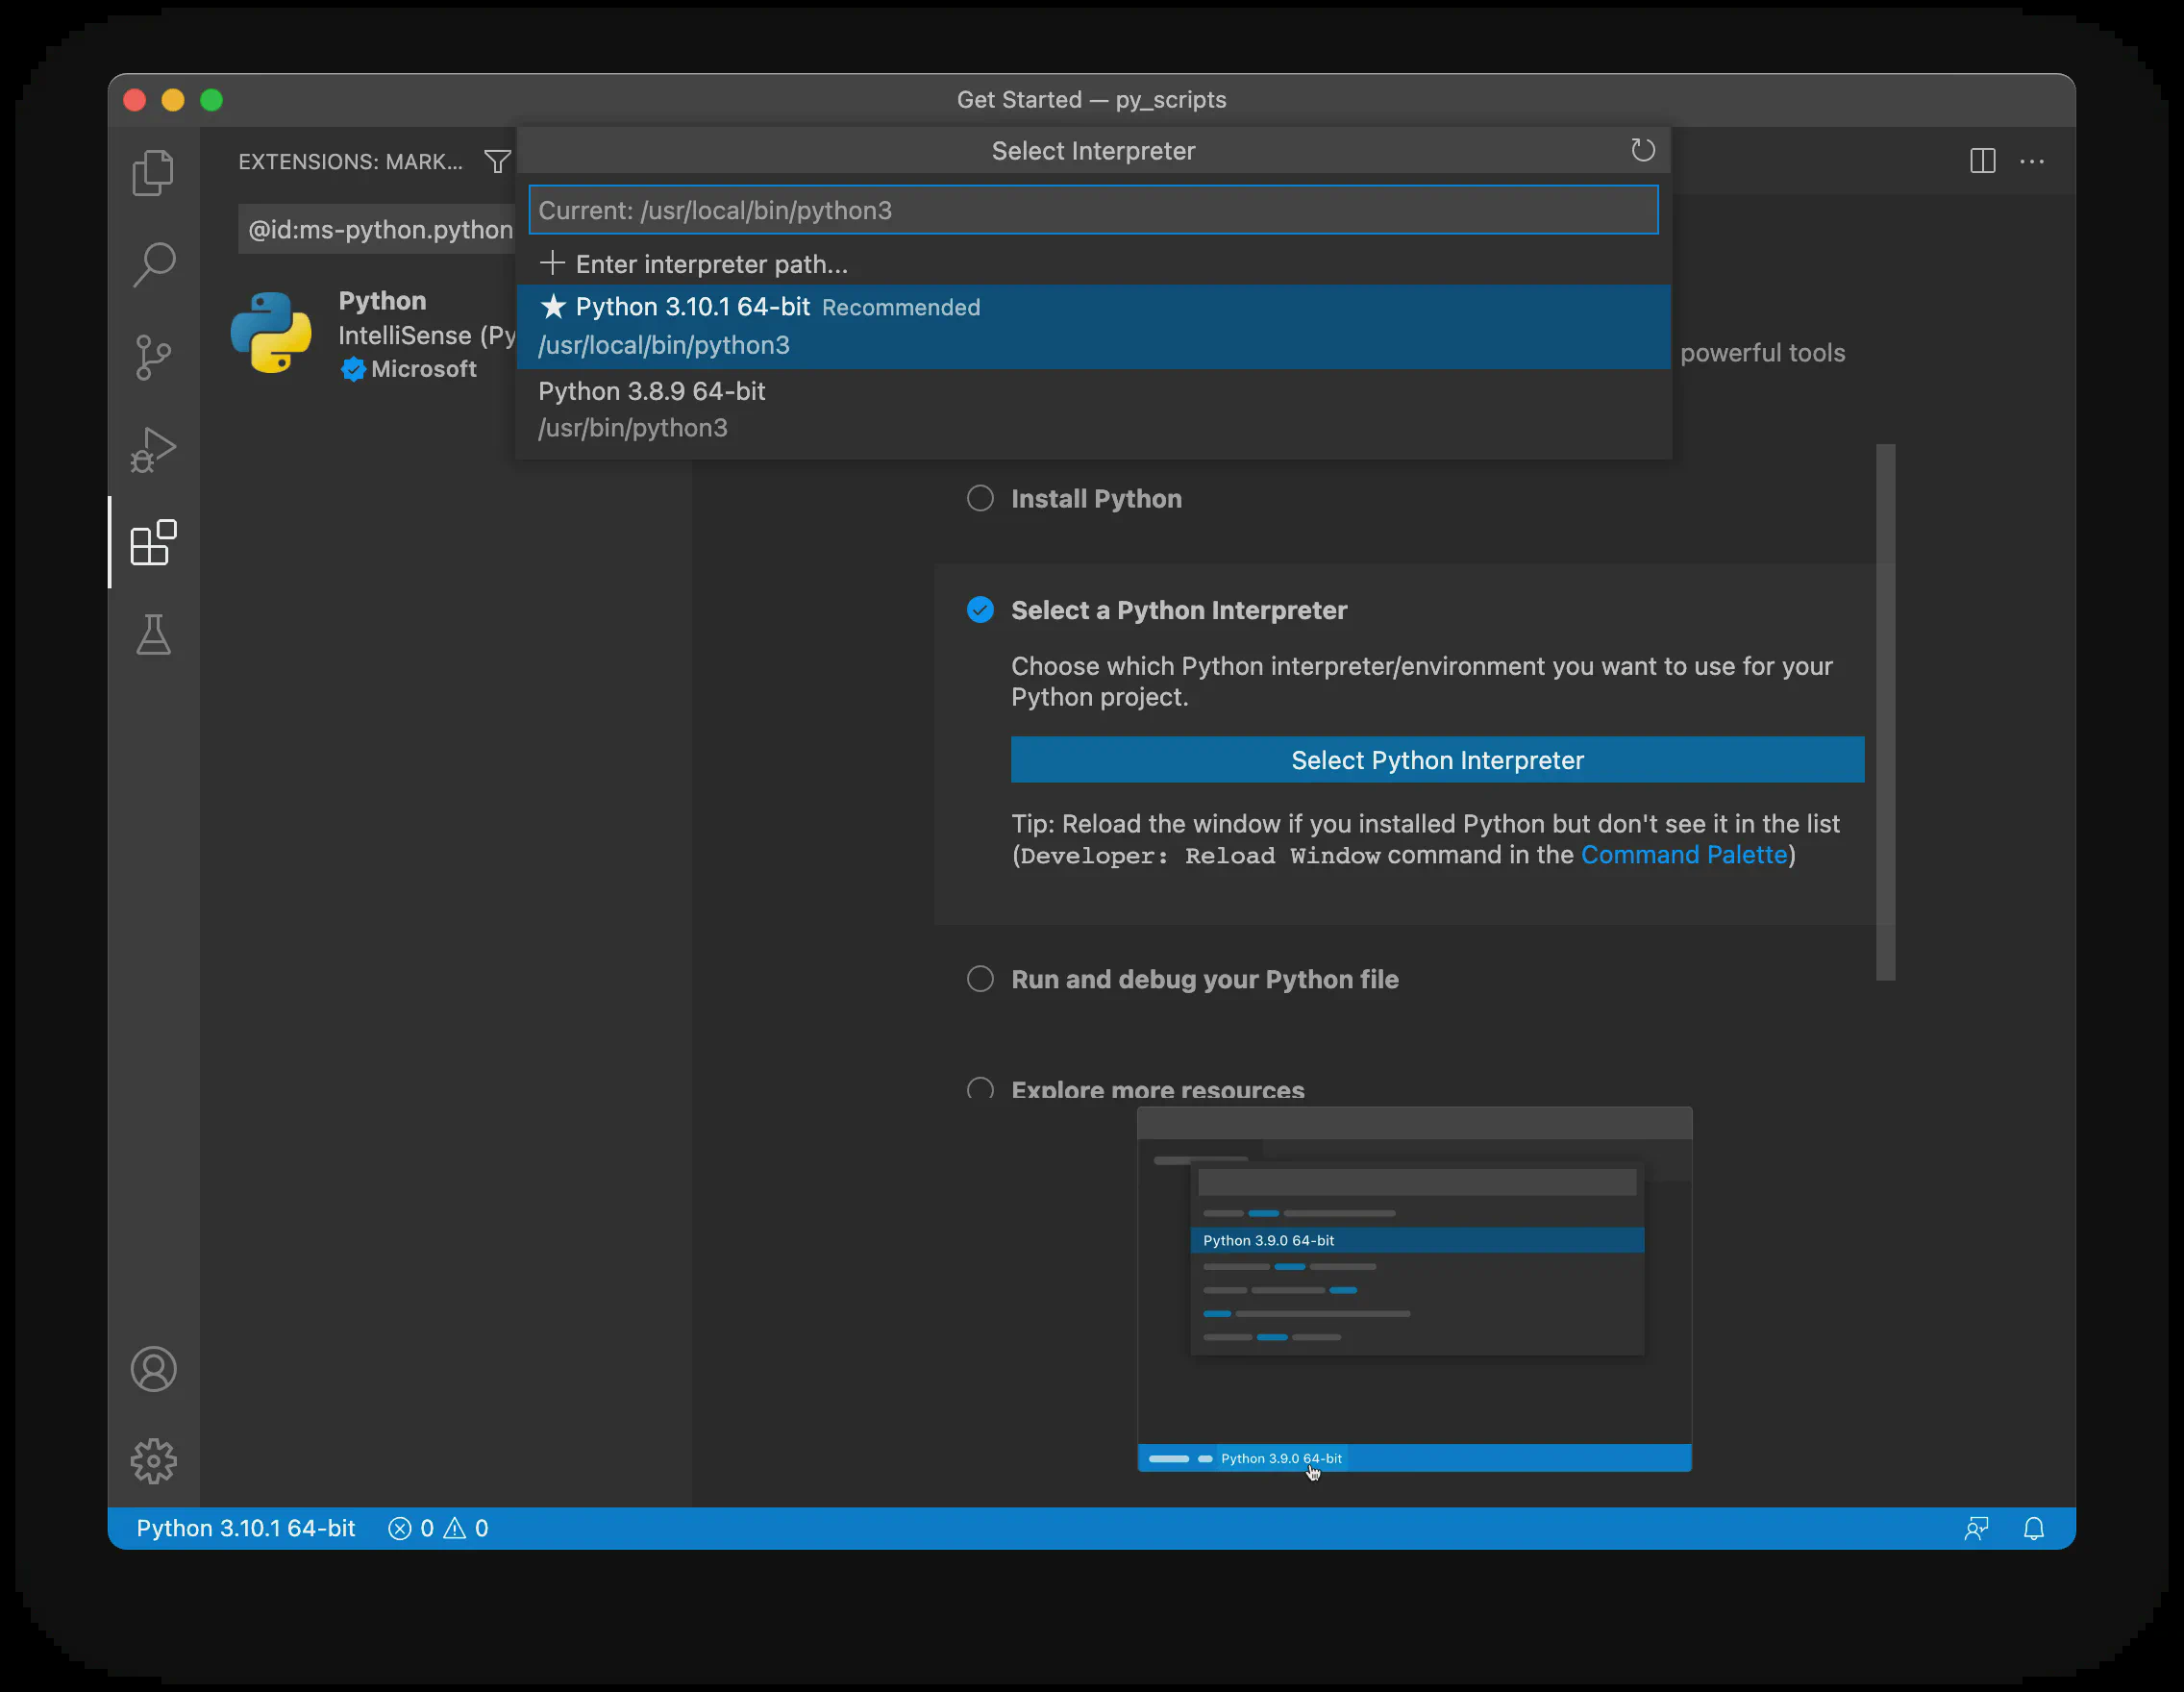 Get Started — py_scripts
EXTENSIONS: MARK...
Select Interpreter
@id:ms-python.python
Current: /usr/local/bin/python3
Enter interpreter path...
Python 3.10.1 64-bit Recommended
/usr/local/bin/python3
Python 3.8.9 64-bit
/usr/bin/python3
Python
IntelliSense (Py
Microsoft
powerful tools
Install Python
Select a Python Interpreter
Choose which Python interpreter/environment you want to use for your
Python project.
Select Python Interpreter
Tip: Reload the window if you installed Python but don't see it in the list
(Developer: Reload Window command in the Command Palette)
Run and debug your Python file
Explore more resources
Python 3.9.0 64-bit
Python 3.9.0 64-bit
Python 3.10.1 64-bit 0 0